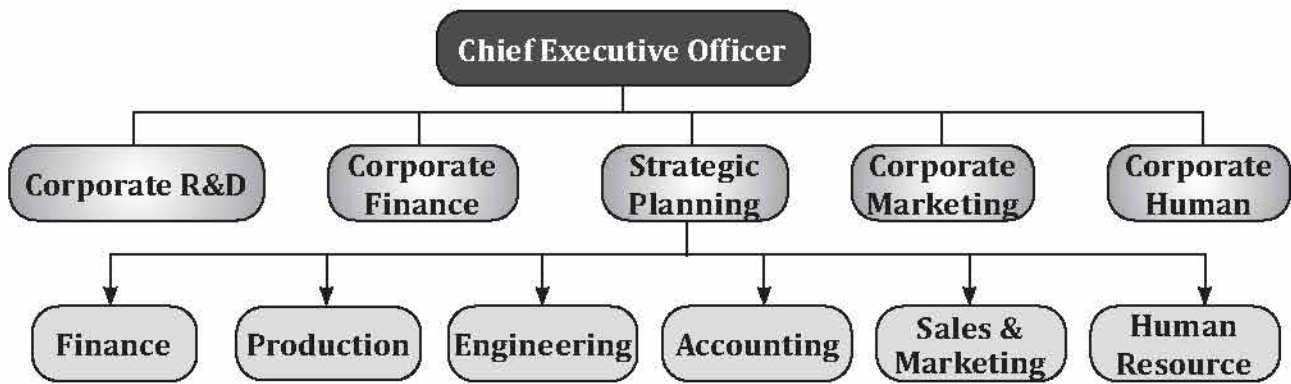 Chief Executive Officer
Corporate R&D
Corporate
Finance
Strategic
Planning
Corporate
Marketing
Corporate
Human
Finance
Production
Engineering
Accounting
Sales &
Marketing
Human
Resource